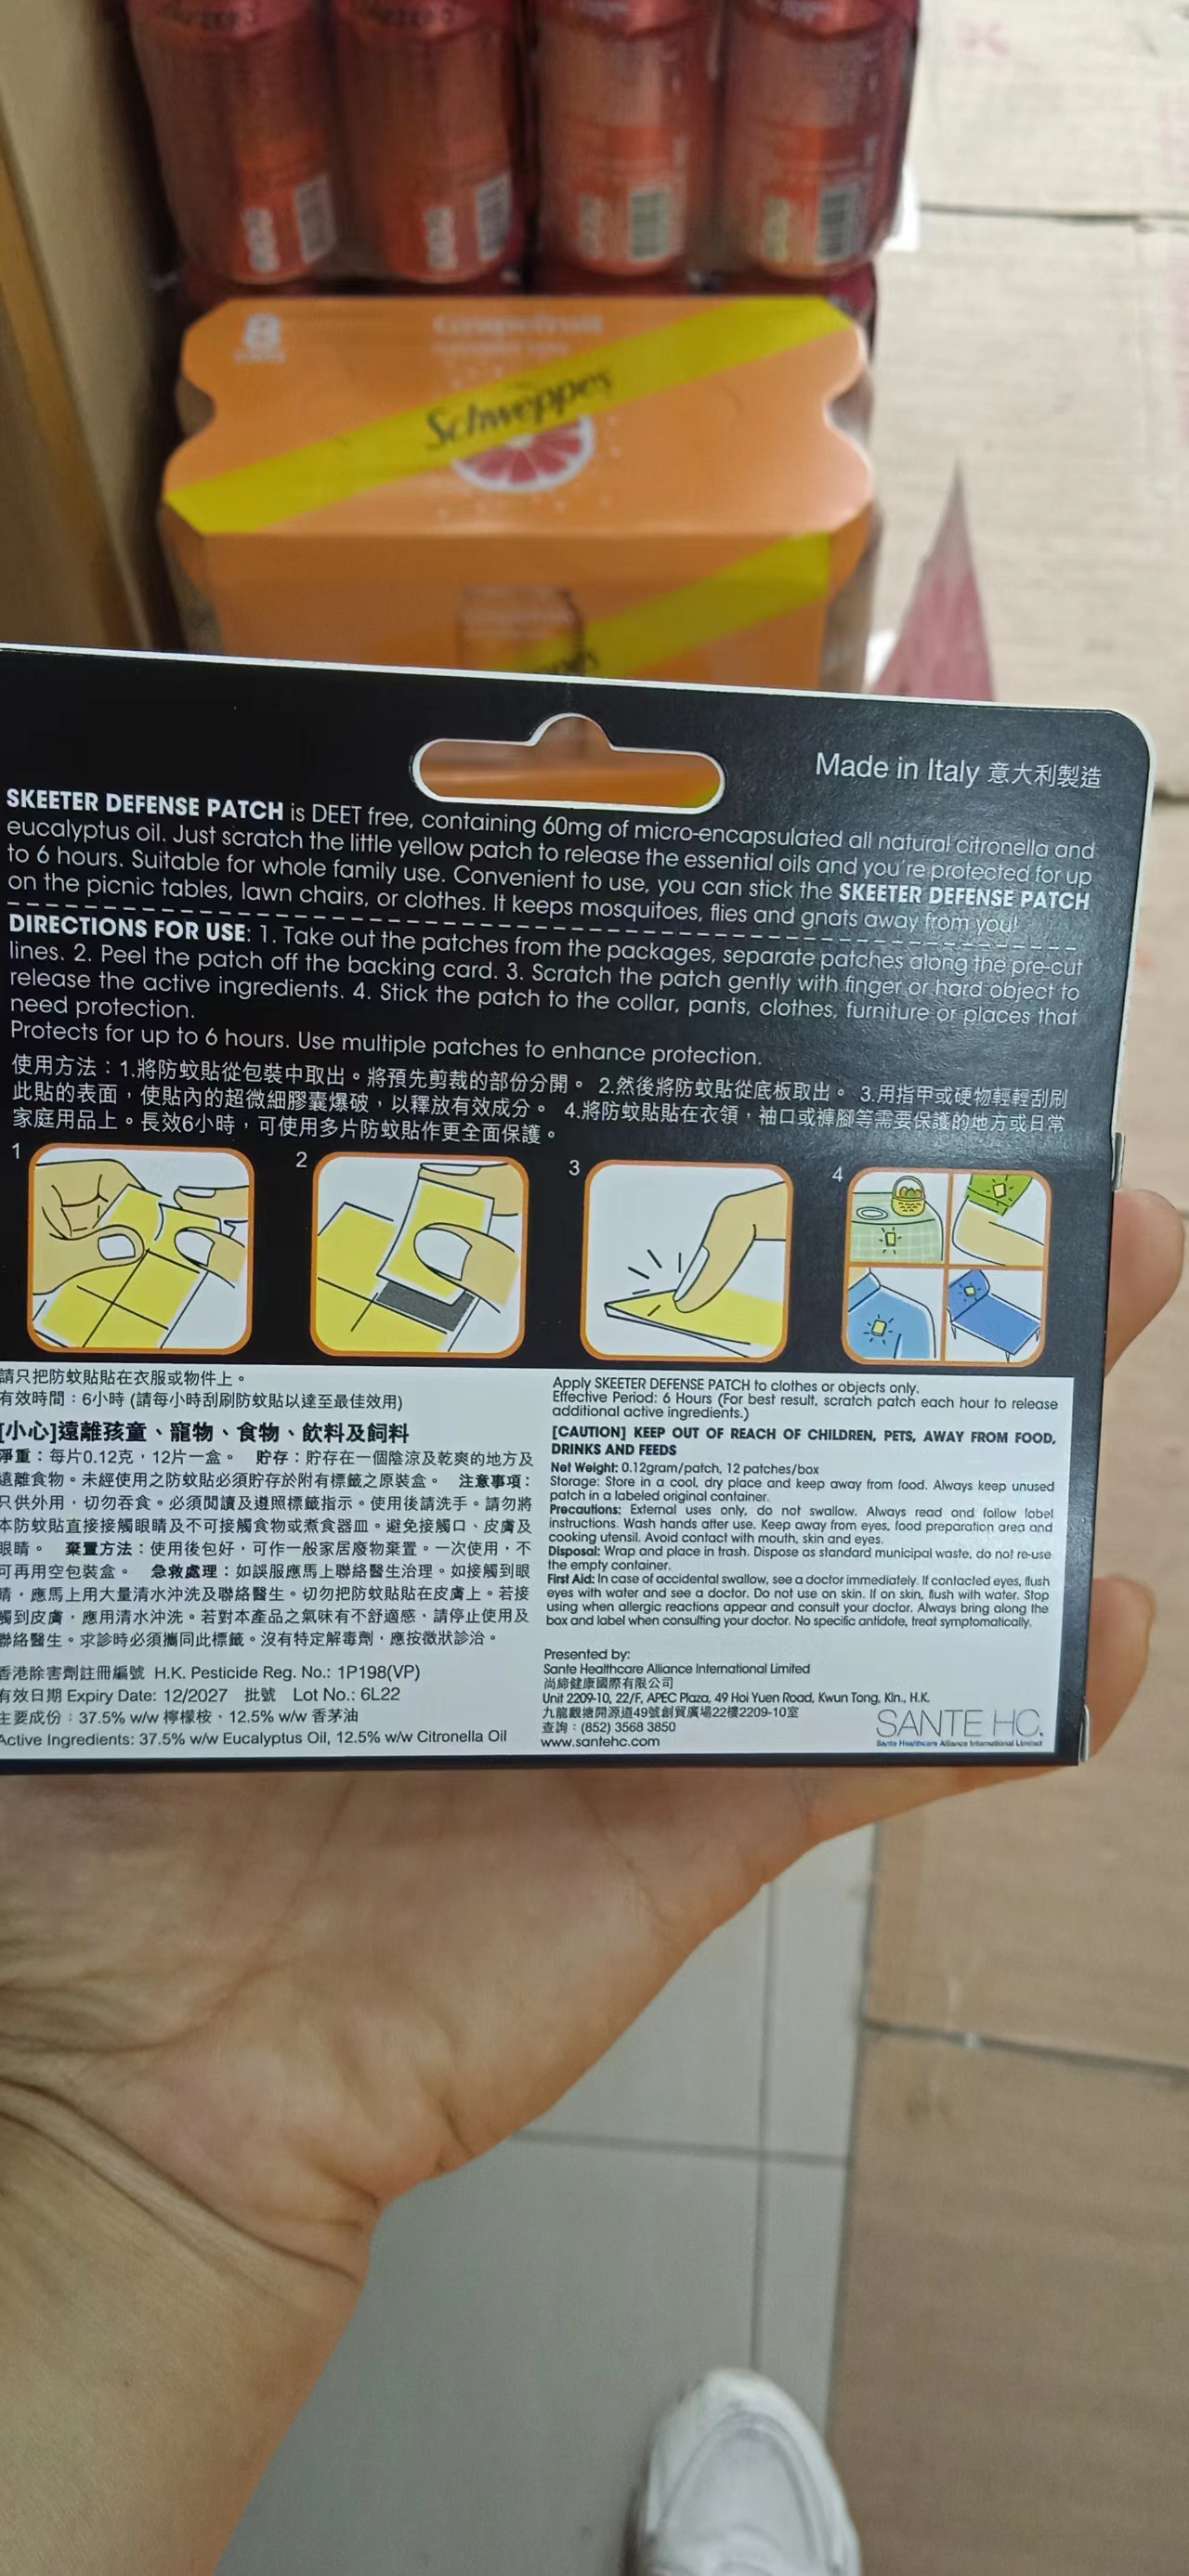 8
Grapefruit
Schweppes
Made in Italy 意大利製造
SKEETER DEFENSE PATCH is DEET free, containing 60mg of micro-encapsulated all natural citronella and
eucalyptus oil. Just scratch the little yellow patch to release the essential oils and you're protected for up
to 6 hours. Suitable for whole family use. Convenient to use, you can stick the SKEETER DEFENSE PATCH
on the picnic tables, lawn chairs, or clothes. It keeps mosquitoes, flies and gnats away from you!
DIRECTIONS FOR USE: 1. Take out the patches from the packages, separate patches along the pre-cut
lines. 2. Peel the patch off the backing card. 3. Scratch the patch gently with finger or hard object to
release the active ingredients. 4. Stick the patch to the collar, pants, clothes, furniture or places that
need protection.
Protects for up to 6 hours. Use multiple patches to enhance protection.
使用方法：1.將防蚊貼從包裝中取出。將預先剪裁的部份分開。 2.然後將防蚊貼從底板取出。 3.用指甲或硬物輕輕刮刷
此貼的表面，使貼內的超微細膠囊爆破，以釋放有效成分。 4.將防蚊貼貼在衣領，袖口或褲腳等需要保護的地方或日常
家庭用品上。長效6小時，可使用多片防蚊貼作更全面保護。
1
2
3
4
請只把防蚊貼貼在衣服或物件上。
有效時間：6小時 (請每小時刮刷防蚊貼以達至最佳效用)
[小心]遠離孩童、寵物、食物、飲料及飼料
淨重：每片0.12克，12片一盒。 貯存：貯存在一個陰涼及乾爽的地方及
遠離食物。未經使用之防蚊貼必須貯存於附有標籤之原裝盒。 注意事項：
只供外用，切勿吞食。必須閱讀及遵照標籤指示。使用後請洗手。請勿將
本防蚊貼直接接觸眼睛及不可接觸食物或煮食器皿。避免接觸口、皮膚及
眼睛。 棄置方法：使用後包好，可作一般家居廢物棄置。一次使用，不
可再用空包裝盒。 急救處理：如誤服應馬上聯絡醫生治理。如接觸到眼
睛，應馬上用大量清水沖洗及聯絡醫生。切勿把防蚊貼貼在皮膚上。若接
觸到皮膚，應用清水沖洗。若對本產品之氣味有不舒適感，請停止使用及
聯絡醫生。求診時必須攜同此標籤。沒有特定解毒劑，應按徵狀診治。
香港除害劑註冊編號 H.K. Pesticide Reg. No.: 1P198(VP)
有效日期 Expiry Date: 12/2027 批號 Lot No.: 6L22
主要成份：37.5% w/w 檸檬桉、12.5% w/w 香茅油
Active Ingredients: 37.5% w/w Eucalyptus Oil, 12.5% w/w Citronella Oil
Apply SKEETER DEFENSE PATCH to clothes or objects only.
Effective Period: 6 Hours (For best result, scratch patch each hour to release
additional active ingredients.)
[CAUTION] KEEP OUT OF REACH OF CHILDREN, PETS, AWAY FROM FOOD,
DRINKS AND FEEDS
Net Weight: 0.12gram/patch, 12 patches/box
Storage: Store in a cool, dry place and keep away from food. Always keep unused
patch in a labeled original container.
Precautions: External uses only, do not swallow. Always read and follow label
instructions. Wash hands after use. Keep away from eyes, food preparation area and
cooking utensil. Avoid contact with mouth, skin and eyes.
Disposal: Wrap and place in trash. Dispose as standard municipal waste, do not re-use
the empty container.
First Aid: In case of accidental swallow, see a doctor immediately. If contacted eyes, flush
eyes with water and see a doctor. Do not use on skin. If on skin, flush with water. Stop
using when allergic reactions appear and consult your doctor. Always bring along the
box and label when consulting your doctor. No specific antidote, treat symptomatically.
Presented by:
Sante Healthcare Alliance International Limited
尚締健康國際有限公司
Unit 2209-10, 22/F, APEC Plaza, 49 Hoi Yuen Road, Kwun Tong, Kln., H.K.
九龍觀塘開源道49號創貿廣場22樓2209-10室
查詢：(852) 3568 3850
www.santehc.com
SANTE HC.
Sante Healthcare Alliance International Limited